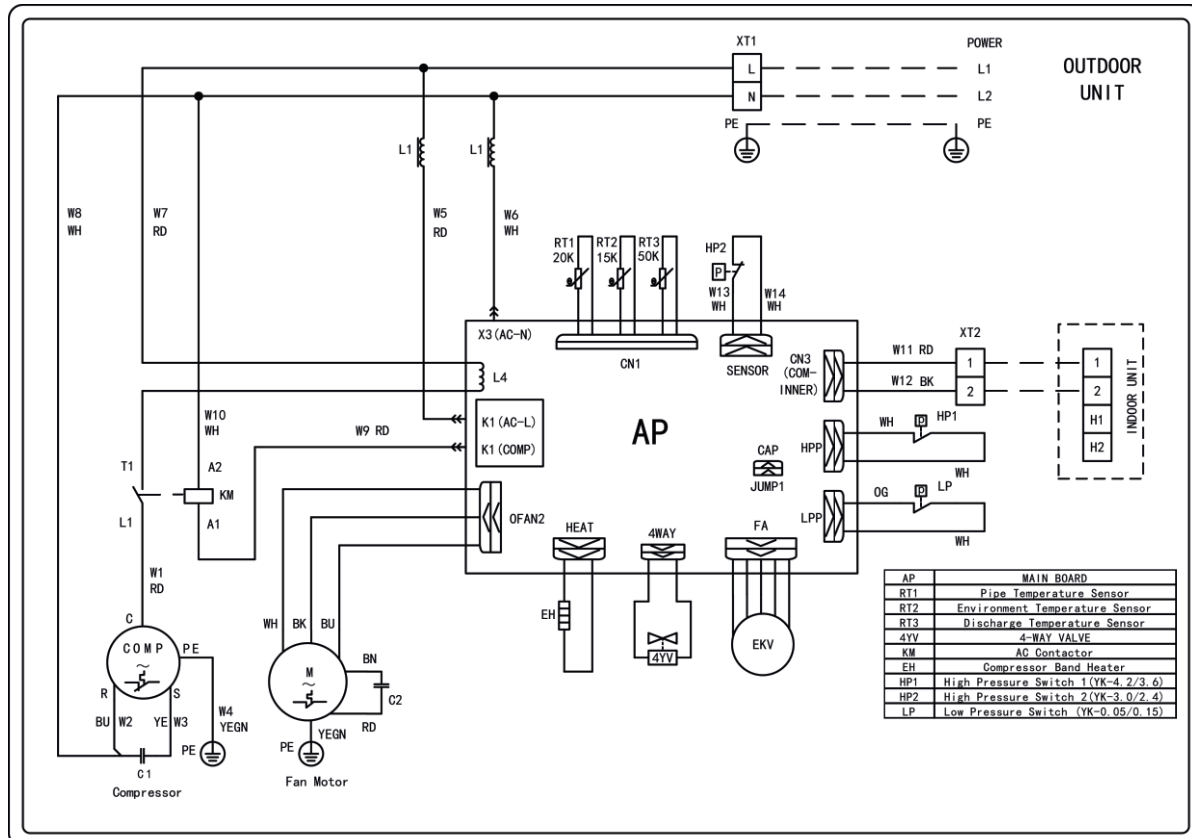 XT1
POWER
L
L1
N
L2
PE
PE
OUTDOOR
UNIT
L1
L1
W8
WH
W7
RD
W5
RD
W6
WH
RT1
20K
RT2
15K
RT3
50K
HP2
P
W13
WH
W14
WH
X3(AC-N)
CN1
SENSOR
CN3
(COM-
INNER)
W11 RD
W12 BK
XT2
1
2
1
2
H1
H2
INDOOR UNIT
L4
W10
WH
W9 RD
K1(AC-L)
K1(COMP)
AP
CAP
JUMP1
HPP
WH
P
HP1
WH
LPP
OG
P
LP
WH
T1
A2
KM
L1
A1
OFAN2
HEAT
4WAY
FA
W1
RD
C
COMP
~
PE
R
S
BU
W2
YE
W3
W4
YEGN
PE
C1
Compressor
WH
BK
BU
M
~
BN
C2
RD
YEGN
PE
Fan Motor
EH
4YV
EKV
AP MAIN BOARD
RT1 Pipe Temperature Sensor
RT2 Environment Temperature Sensor
RT3 Discharge Temperature Sensor
4YV 4-WAY VALVE
KM AC Contactor
EH Compressor Band Heater
HP1 High Pressure Switch 1(YK-4.2/3.6)
HP2 High Pressure Switch 2(YK-3.0/2.4)
LP Low Pressure Switch (YK-0.05/0.15)